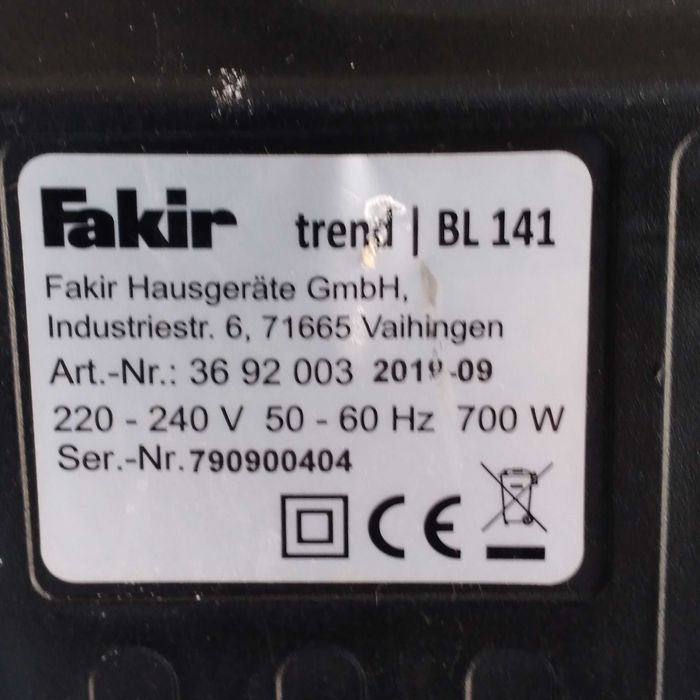 Fakir trend | BL 141
Fakir Hausgeräte GmbH,
Industriestr. 6, 71665 Vaihingen
Art.-Nr.: 36 92 003
220 - 240 V 50 - 60 Hz 700 W
Ser.-Nr. 790900404
CE